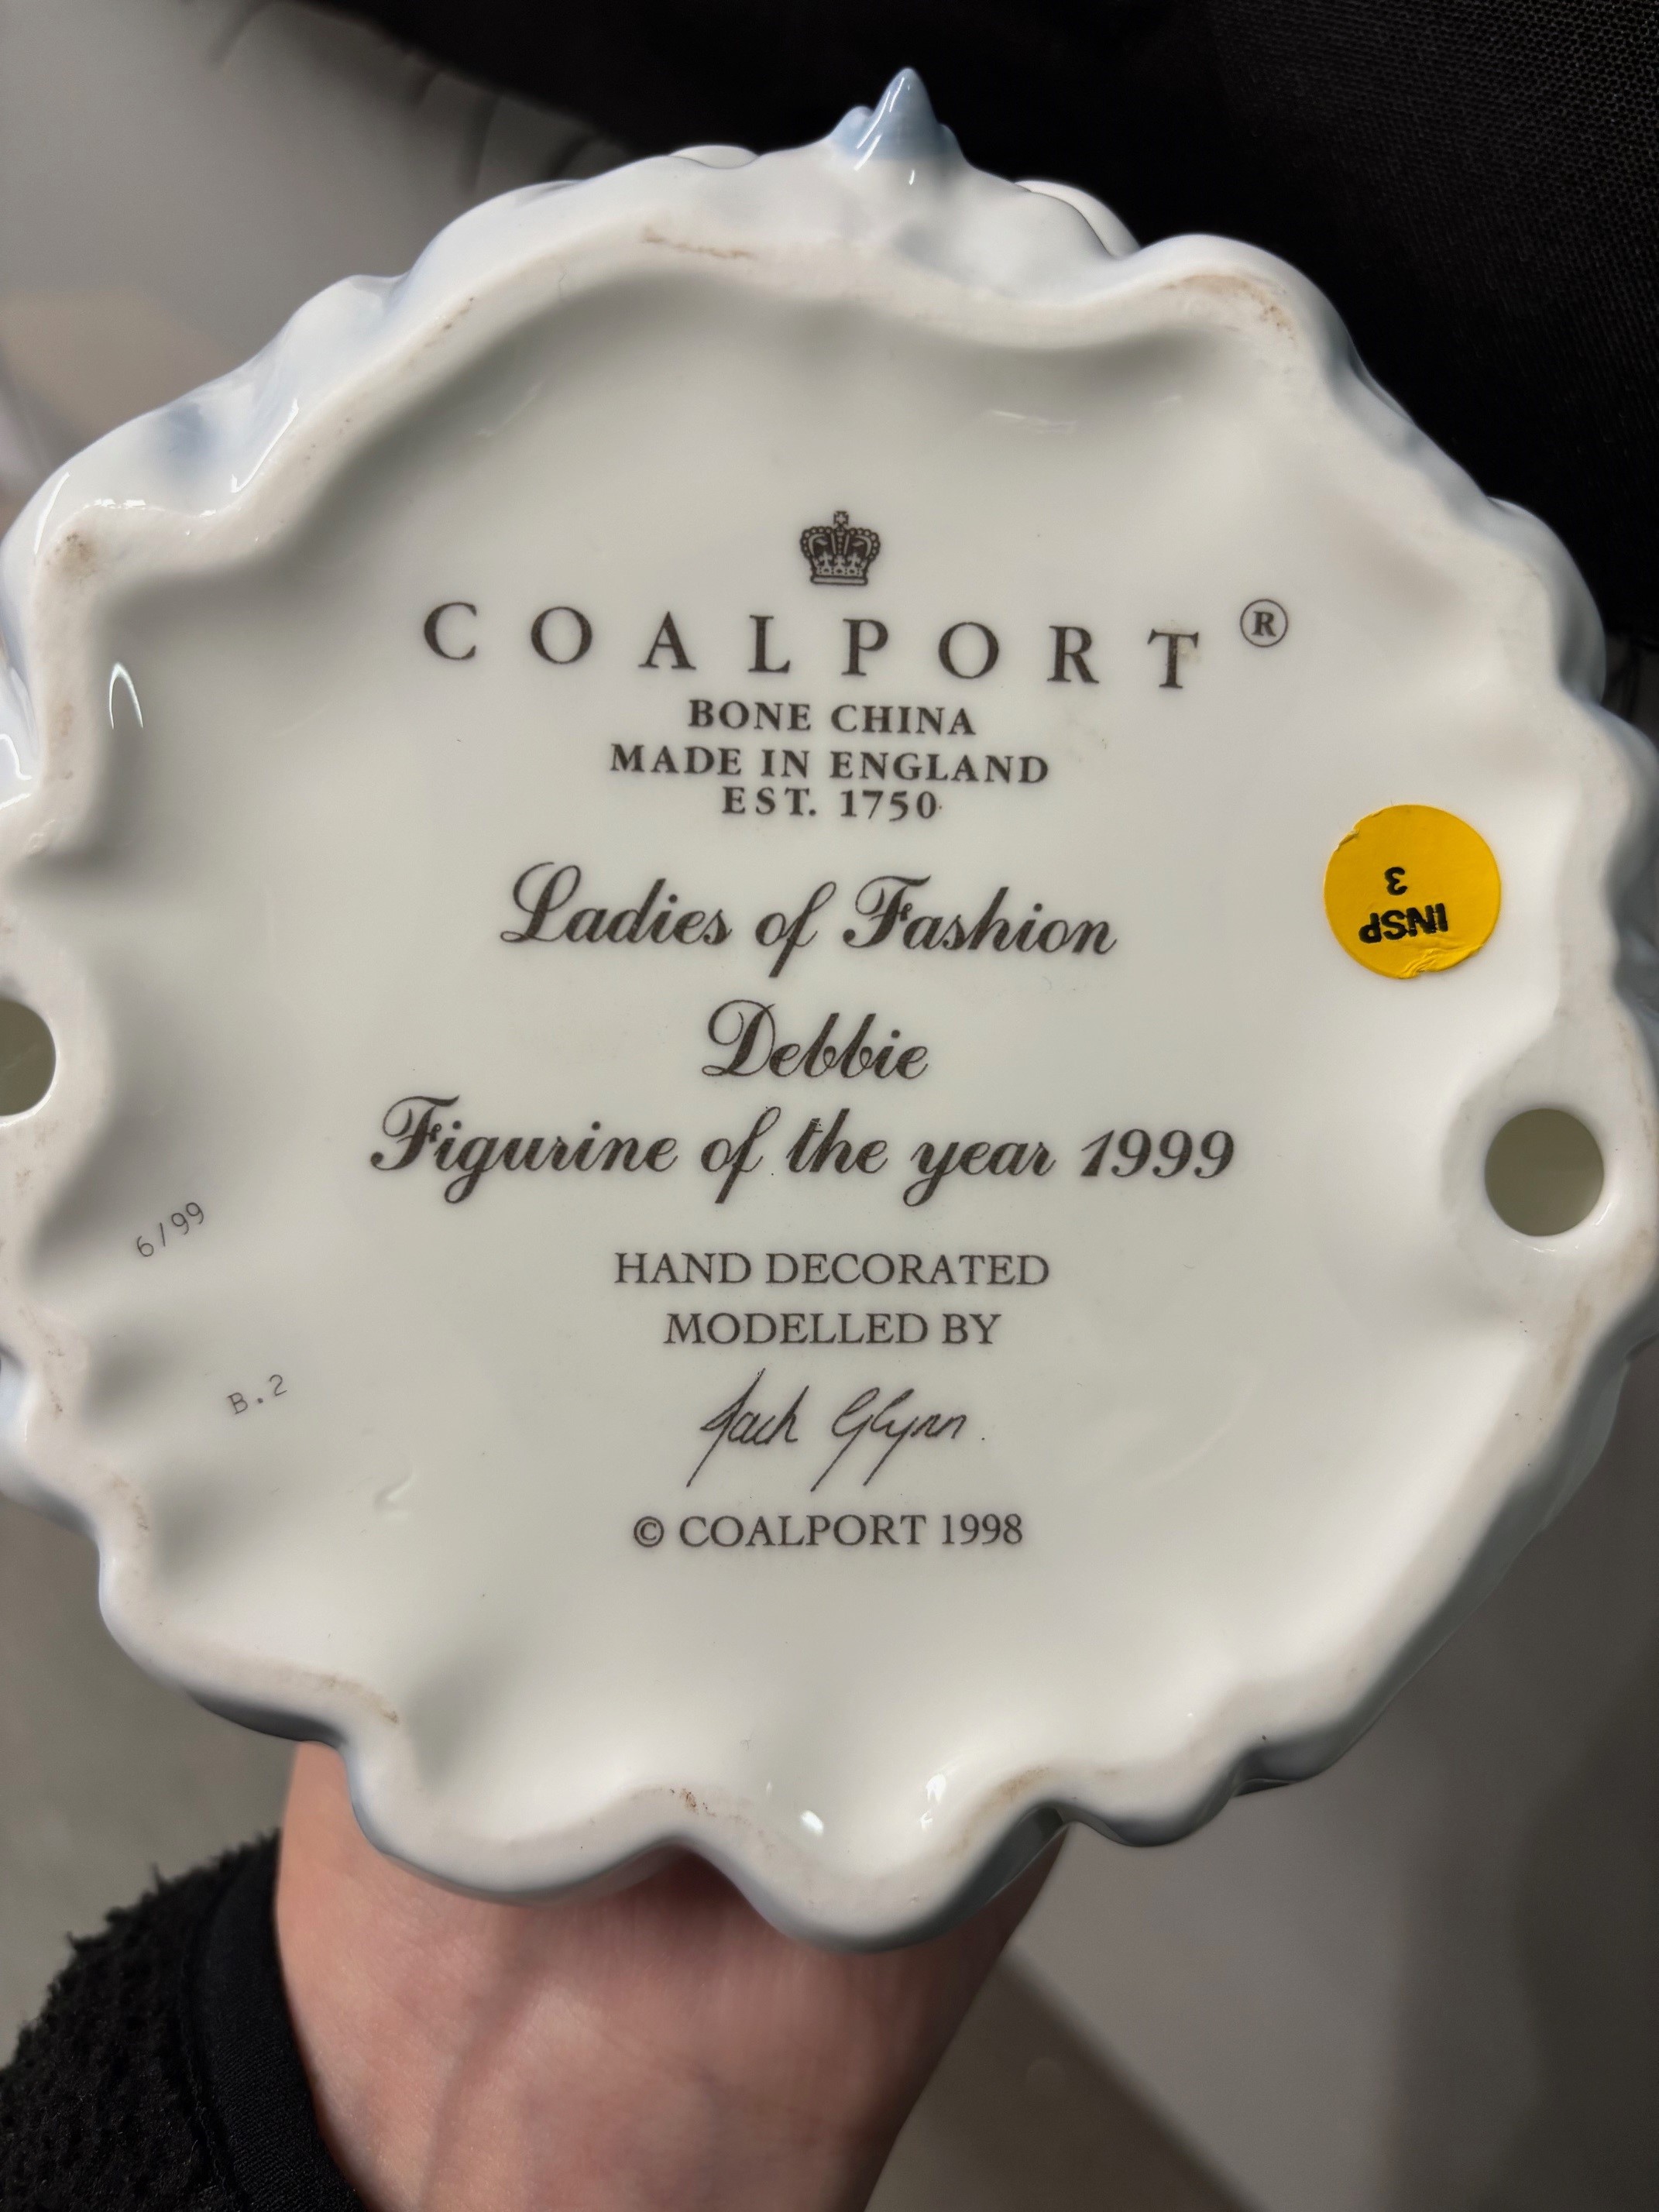 COALPORT®
BONE CHINA
MADE IN ENGLAND
EST. 1750
Ladies of Fashion
Debbie
Figurine of the year 1999
HAND DECORATED
MODELLED BY
Jack Glynn
© COALPORT 1998
6/99
B.2
INSP
3